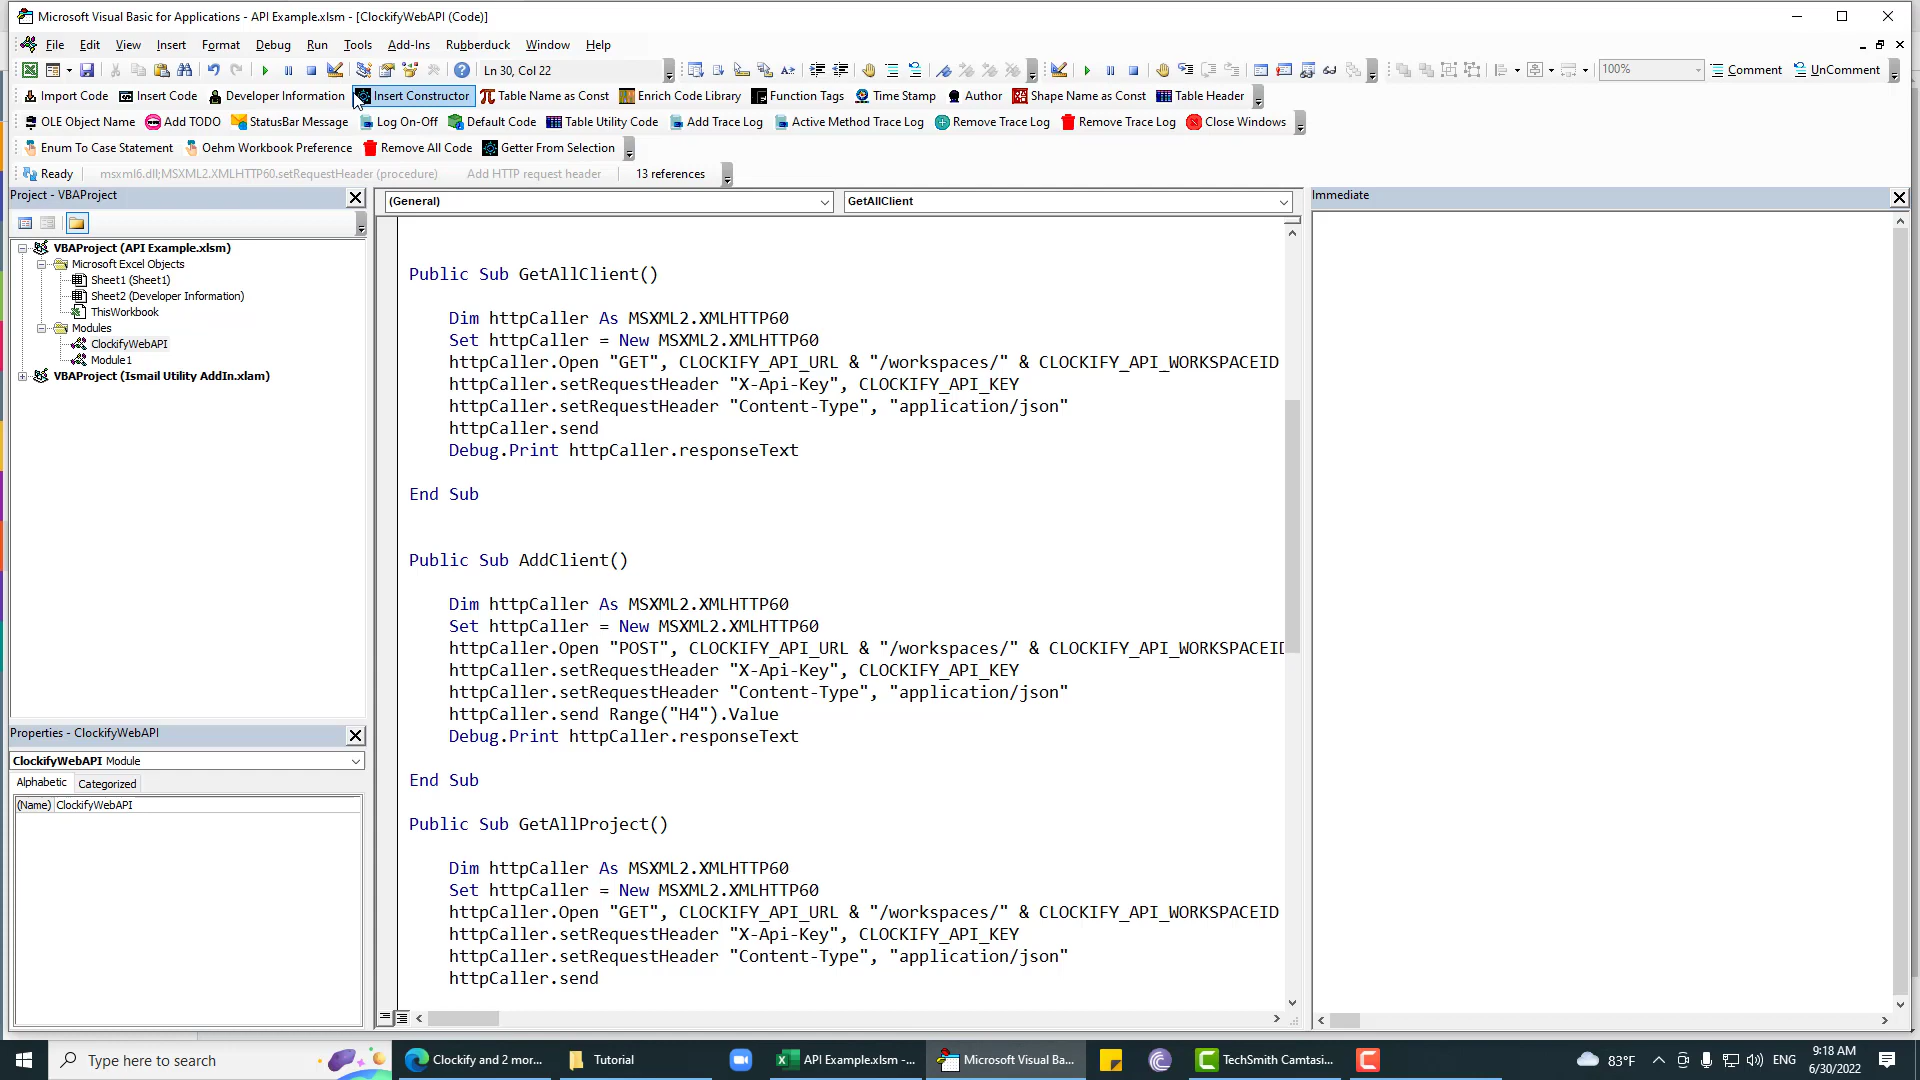 Microsoft Visual Basic for Applications - API Example.xlsm - [ClockifyWebAPI (Code)]
File Edit View Insert Format Debug Run Tools Add-Ins Rubberduck Window Help
Ln 30, Col 22 100% Comment UnComment
Import Code Insert Code Developer Information Insert Constructor Table Name as Const Enrich Code Library Function Tags Time Stamp Author Shape Name as Const Table Header
OLE Object Name Add TODO StatusBar Message Log On-Off Default Code Table Utility Code Add Trace Log Active Method Trace Log Remove Trace Log Remove Trace Log Close Windows
Enum To Case Statement Oehm Workbook Preference Remove All Code Getter From Selection
Ready msxml6.dll;MSXML2.XMLHTTP60.setRequestHeader (procedure) Add HTTP request header 13 references
Project - VBAProject
VBAProject (API Example.xlsm)
Microsoft Excel Objects
Sheet1 (Sheet1)
Sheet2 (Developer Information)
ThisWorkbook
Modules
ClockifyWebAPI
Module1
VBAProject (Ismail Utility AddIn.xlam)
Properties - ClockifyWebAPI
ClockifyWebAPI Module
Alphabetic Categorized
(Name) ClockifyWebAPI
(General) GetAllClient
Public Sub GetAllClient()
Dim httpCaller As MSXML2.XMLHTTP60
Set httpCaller = New MSXML2.XMLHTTP60
httpCaller.Open "GET", CLOCKIFY_API_URL & "/workspaces/" & CLOCKIFY_API_WORKSPACEID
httpCaller.setRequestHeader "X-Api-Key", CLOCKIFY_API_KEY
httpCaller.setRequestHeader "Content-Type", "application/json"
httpCaller.send
Debug.Print httpCaller.responseText
End Sub
Public Sub AddClient()
Dim httpCaller As MSXML2.XMLHTTP60
Set httpCaller = New MSXML2.XMLHTTP60
httpCaller.Open "POST", CLOCKIFY_API_URL & "/workspaces/" & CLOCKIFY_API_WORKSPACEID
httpCaller.setRequestHeader "X-Api-Key", CLOCKIFY_API_KEY
httpCaller.setRequestHeader "Content-Type", "application/json"
httpCaller.send Range("H4").Value
Debug.Print httpCaller.responseText
End Sub
Public Sub GetAllProject()
Dim httpCaller As MSXML2.XMLHTTP60
Set httpCaller = New MSXML2.XMLHTTP60
httpCaller.Open "GET", CLOCKIFY_API_URL & "/workspaces/" & CLOCKIFY_API_WORKSPACEID
httpCaller.setRequestHeader "X-Api-Key", CLOCKIFY_API_KEY
httpCaller.setRequestHeader "Content-Type", "application/json"
httpCaller.send
Immediate
Type here to search Clockify and 2 mor... Tutorial API Example.xlsm -... Microsoft Visual Ba... TechSmith Camtasi... 83°F ENG 9:18 AM
6/30/2022